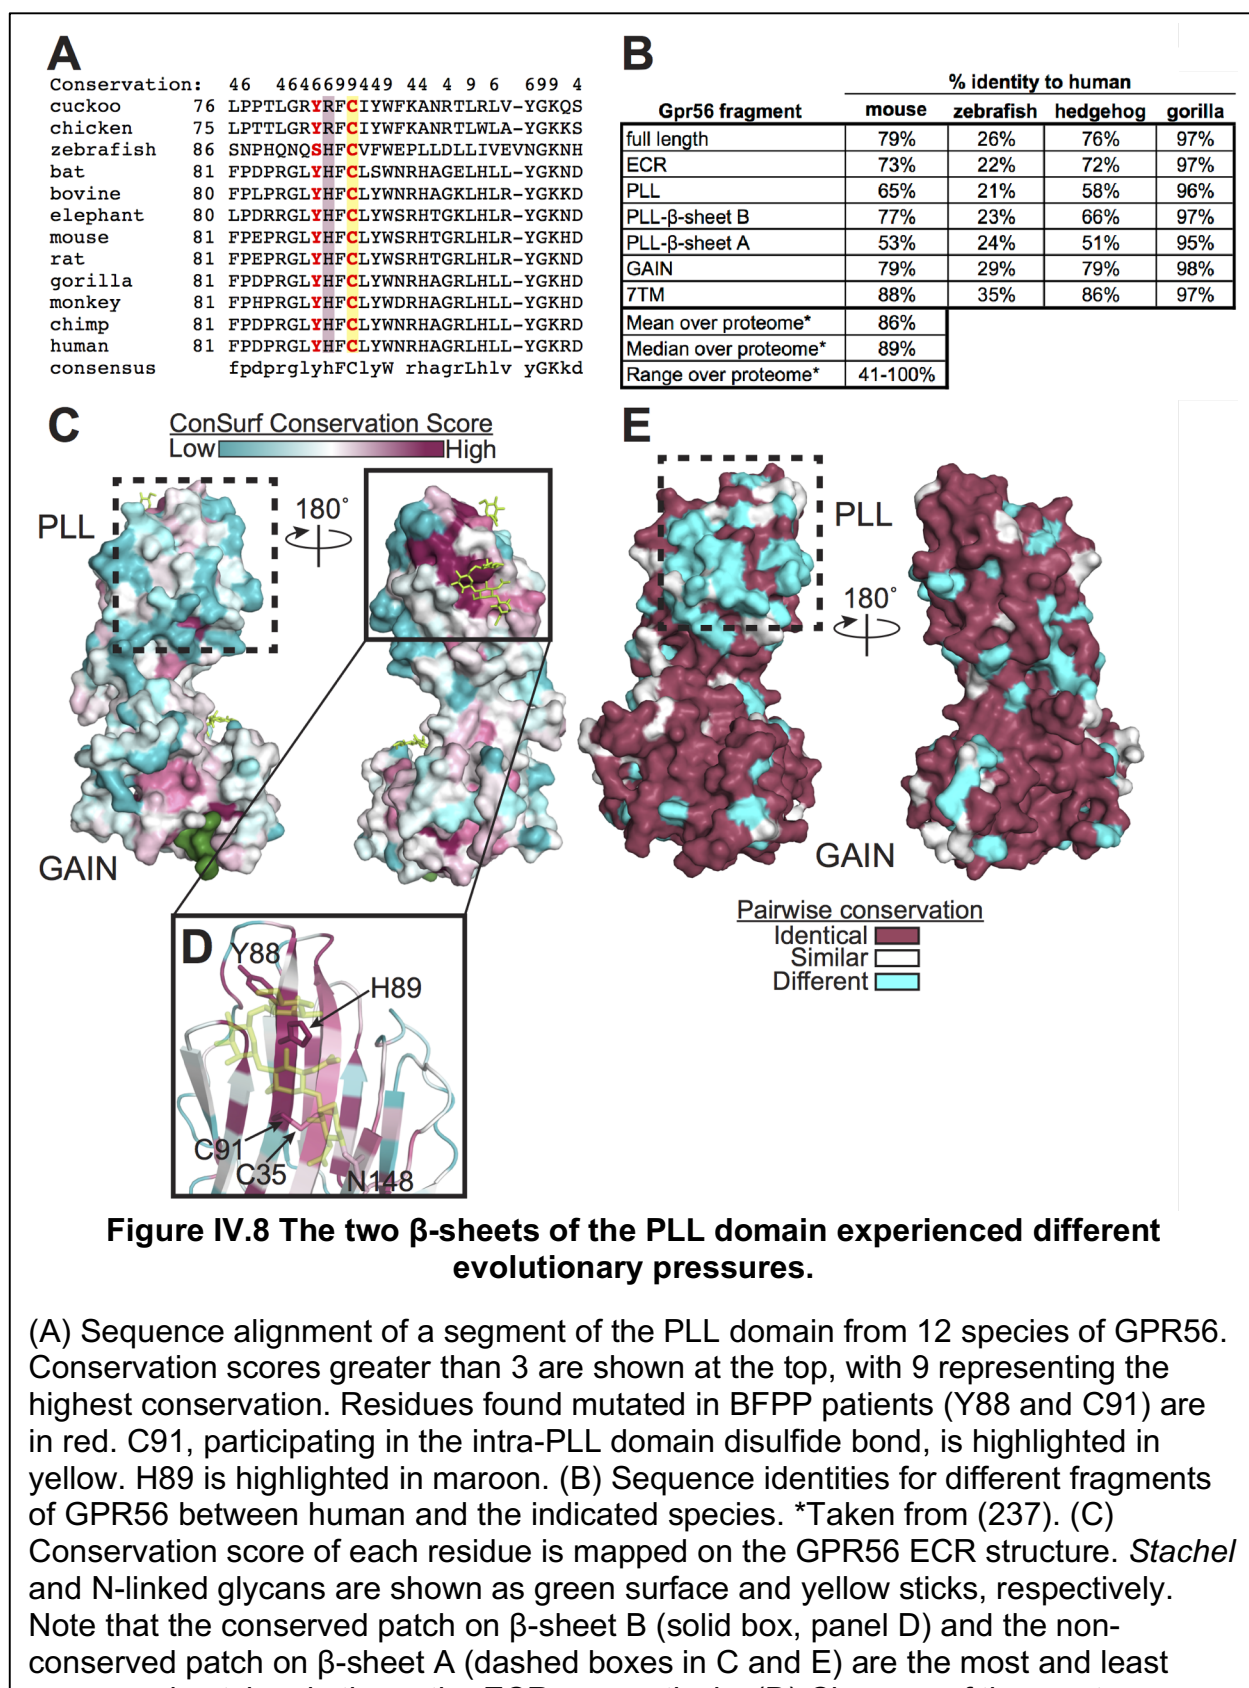 A
Conservation: 46 46466994449 44 4 9 6 699 4
cuckoo 76 LPPTLGRYRFCIYWFKANRTLRLV-YGKQS
chicken 75 LPTTLGRYRFCIYWFKANRTLWLA-YGKKS
zebrafish 86 SNPHQNQSHFCVFWEPLLDLLIVEVNGKNH
bat 81 FPDPRGLYHFCLSWNRHAGELHLL-YGKND
bovine 80 FPLPRGLYHFCLYWNRHAGKLHLR-YGKND
elephant 80 LPDRRGLYHFCLYWSRHTGKLHLR-YGKND
mouse 81 FPEPRGLYHFCLYWSRHTGRLHLR-YGKHD
rat 81 FPEPRGLYHFCLYWSRHTGRLHLR-YGKND
gorilla 81 FPDPRGLYHFCLYWNRHAGRLHLL-YGKHD
monkey 81 FPHPRGLYHFCLYWDRHAGRLHLL-YGKHD
chimp 81 FPDPRGLYHFCLYWNRHAGRLHLL-YGKRD
human 81 FPDPRGLYHFCLYWNRHAGRLHLL-YGKRD
consensus fpdprglyhFClyW rhagrLhlv yGKkd
B
% identity to human
Gpr56 fragment mouse zebrafish hedgehog gorilla
full length 79% 26% 76% 97%
ECR 73% 22% 72% 97%
PLL 65% 21% 58% 96%
PLL-β-sheet B 77% 23% 66% 97%
PLL-β-sheet A 53% 24% 51% 95%
GAIN 79% 29% 79% 98%
7TM 88% 35% 86% 97%
Mean over proteome* 86%
Median over proteome* 89%
Range over proteome* 41-100%
C
ConSurf Conservation Score
Low High
PLL
180°
GAIN
D
Y88
H89
C91
C35
N148
E
PLL
180°
GAIN
Pairwise conservation
Identical
Similar
Different
Figure IV.8 The two β-sheets of the PLL domain experienced different
evolutionary pressures.
(A) Sequence alignment of a segment of the PLL domain from 12 species of GPR56.
Conservation scores greater than 3 are shown at the top, with 9 representing the
highest conservation. Residues found mutated in BFPP patients (Y88 and C91) are
in red. C91, participating in the intra-PLL domain disulfide bond, is highlighted in
yellow. H89 is highlighted in maroon. (B) Sequence identities for different fragments
of GPR56 between human and the indicated species. *Taken from (237). (C)
Conservation score of each residue is mapped on the GPR56 ECR structure. Stachel
and N-linked glycans are shown as green surface and yellow sticks, respectively.
Note that the conserved patch on β-sheet B (solid box, panel D) and the non-
conserved patch on β-sheet A (dashed boxes in C and E) are the most and least